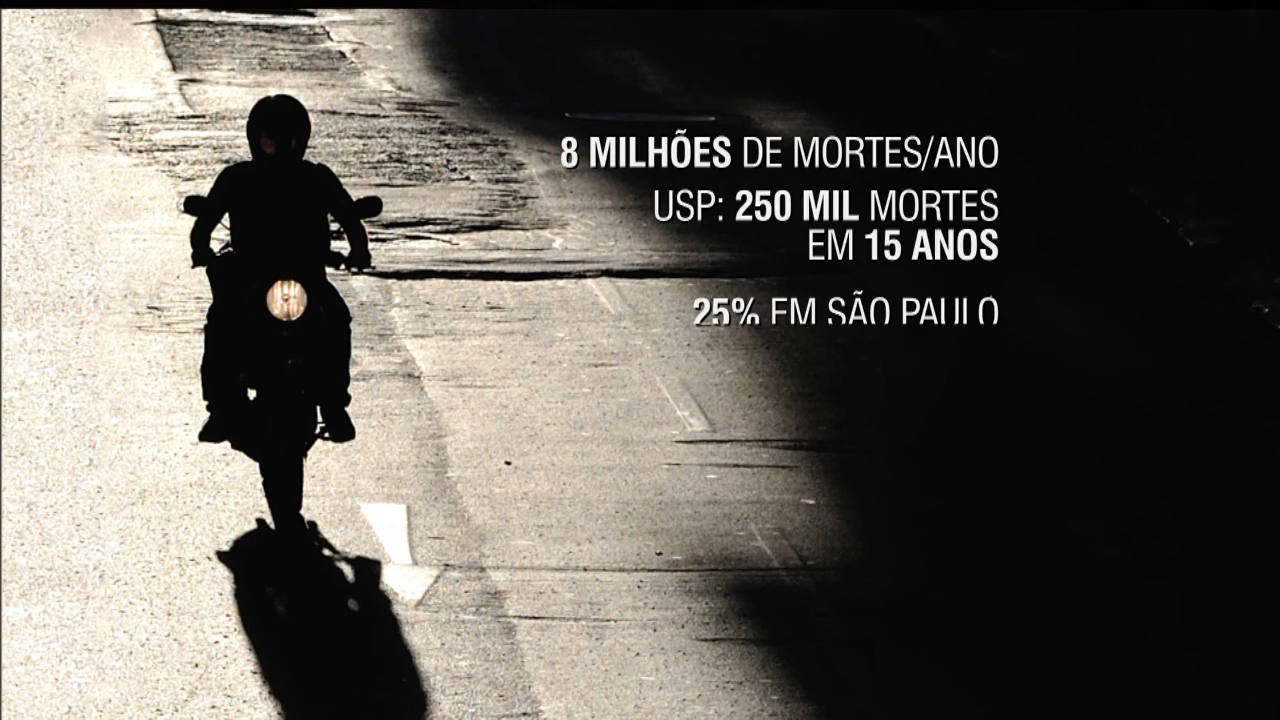 8 MILHÕES DE MORTES/ANO
USP: 250 MIL MORTES
EM 15 ANOS
25% EM SÃO PAULO